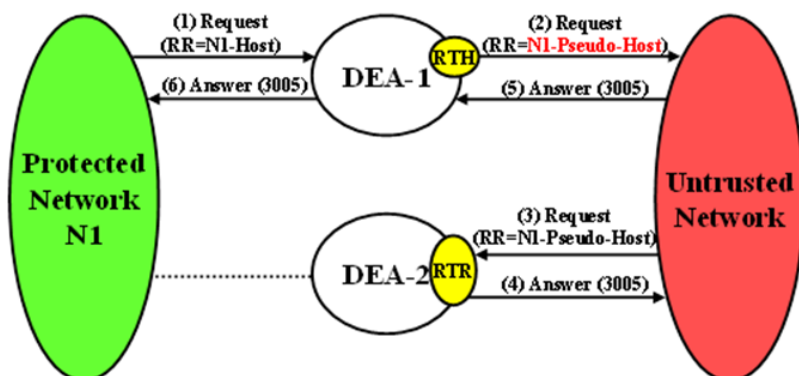 (1) Request
(RR=N1-Host)
(2) Request
(RR=N1-Pseudo-Host)
RTH
DEA-1
(6) Answer (3005)
(5) Answer (3005)
Protected
Network
N1
Untrusted
Network
(3) Request
(RR=N1-Pseudo-Host)
DEA-2
RTR
(4) Answer (3005)